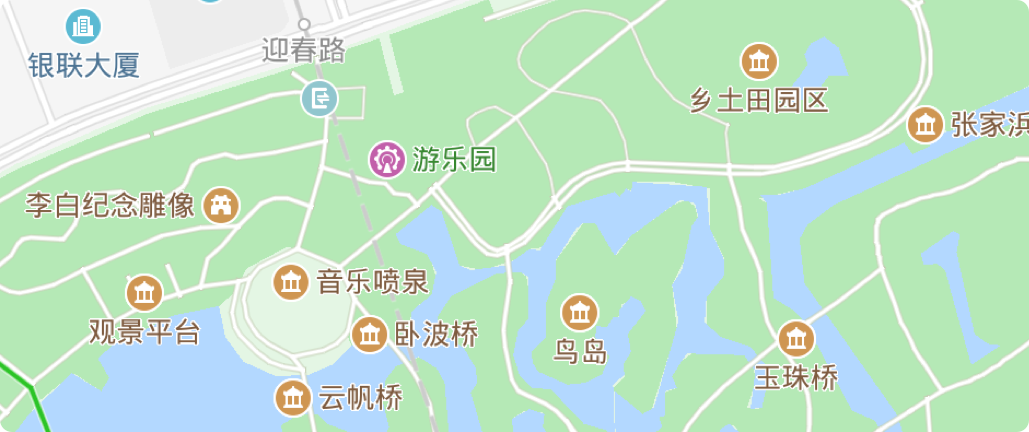 迎春路
银联大厦
乡土田园区
张家浜
游乐园
李白纪念雕像
音乐喷泉
观景平台
卧波桥
鸟岛
玉珠桥
云帆桥